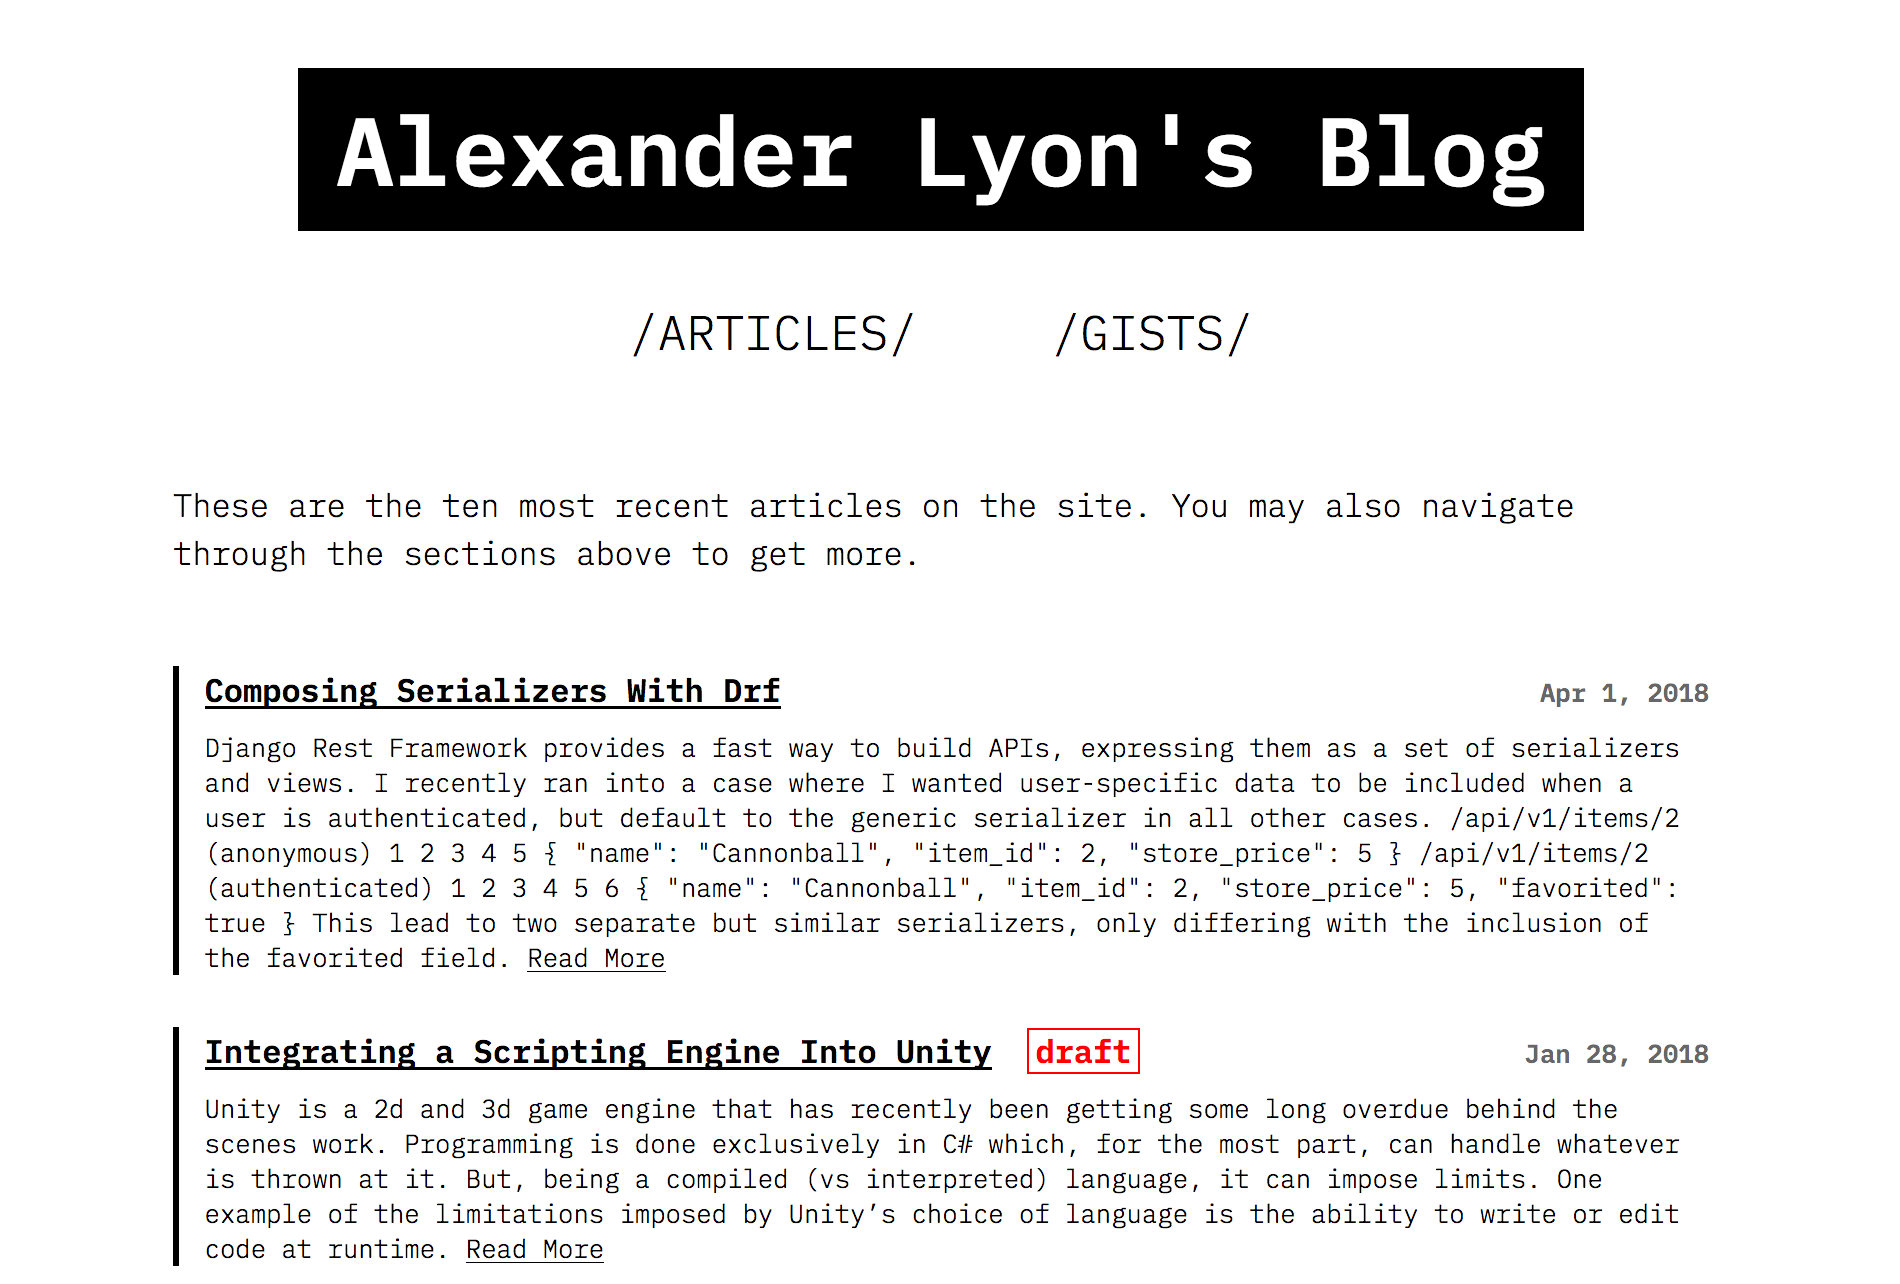 Alexander Lyon's Blog
/ARTICLES/ /GISTS/
These are the ten most recent articles on the site. You may also navigate
through the sections above to get more.
Composing Serializers With Drf Apr 1, 2018
Django Rest Framework provides a fast way to build APIs, expressing them as a set of serializers
and views. I recently ran into a case where I wanted user-specific data to be included when a
user is authenticated, but default to the generic serializer in all other cases. /api/v1/items/2
(anonymous) 1 2 3 4 5 { "name": "Cannonball", "item_id": 2, "store_price": 5 } /api/v1/items/2
(authenticated) 1 2 3 4 5 6 { "name": "Cannonball", "item_id": 2, "store_price": 5, "favorited":
true } This lead to two separate but similar serializers, only differing with the inclusion of
the favorited field. Read More
Integrating a Scripting Engine Into Unity draft Jan 28, 2018
Unity is a 2d and 3d game engine that has recently been getting some long overdue behind the
scenes work. Programming is done exclusively in C# which, for the most part, can handle whatever
is thrown at it. But, being a compiled (vs interpreted) language, it can impose limits. One
example of the limitations imposed by Unity’s choice of language is the ability to write or edit
code at runtime. Read More